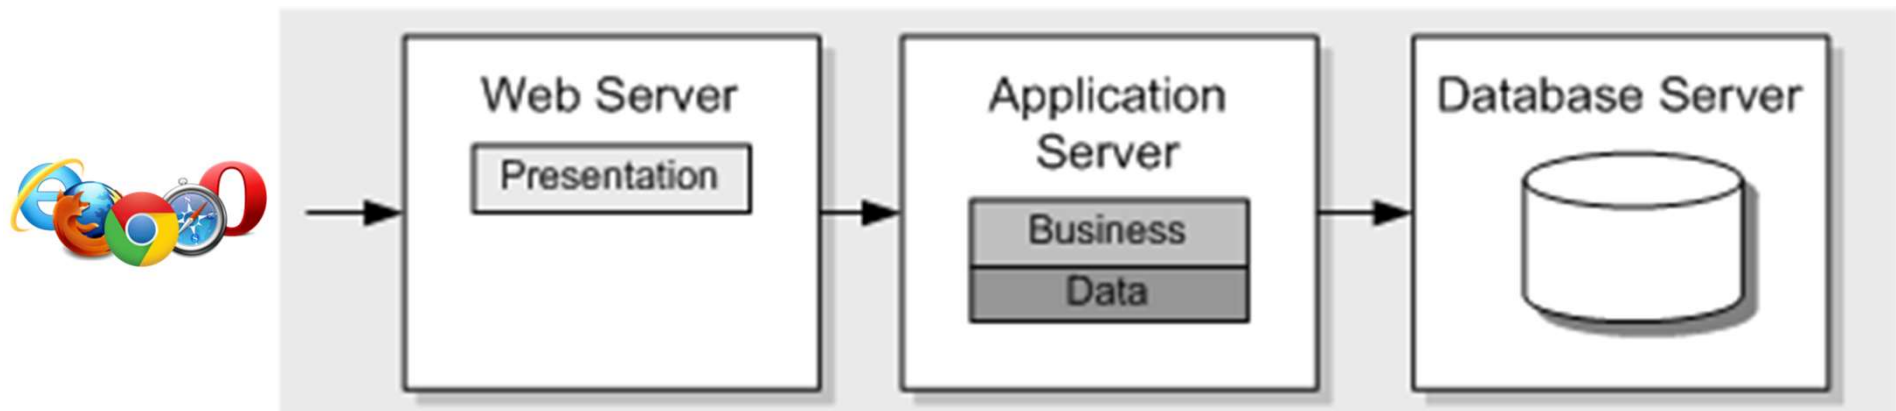 Web Server
Presentation
Application
Server
Business
Data
Database Server